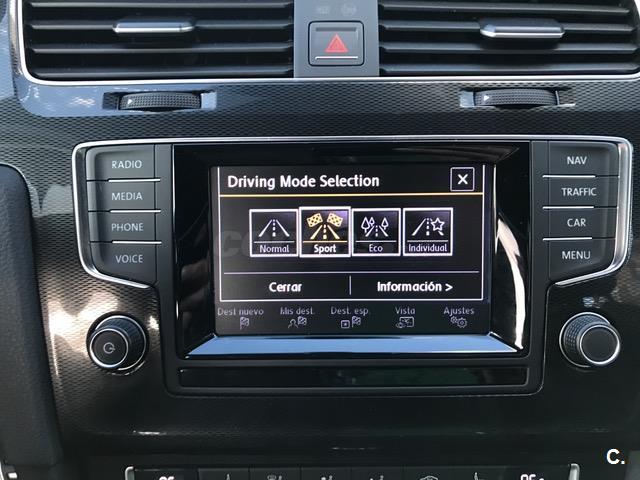 RADIO
MEDIA
PHONE
VOICE
Driving Mode Selection X
Normal Sport Eco Individual
Cerrar Información >
Dest nuevo Mis dest. Dest. esp. Vista Ajustes
NAV
TRAFFIC
CAR
MENU
C.